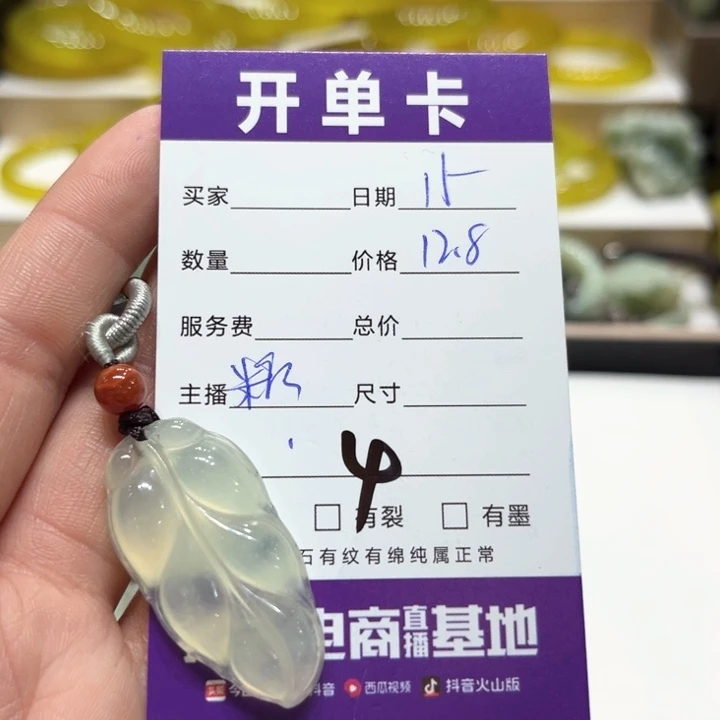 开单卡
买家 日期
数量 价格 12.8
服务费 总价
主播 尺寸
4
有裂 有墨
石有纹有绵纯属正常
电商直播基地
抖音 西瓜视频 抖音火山版